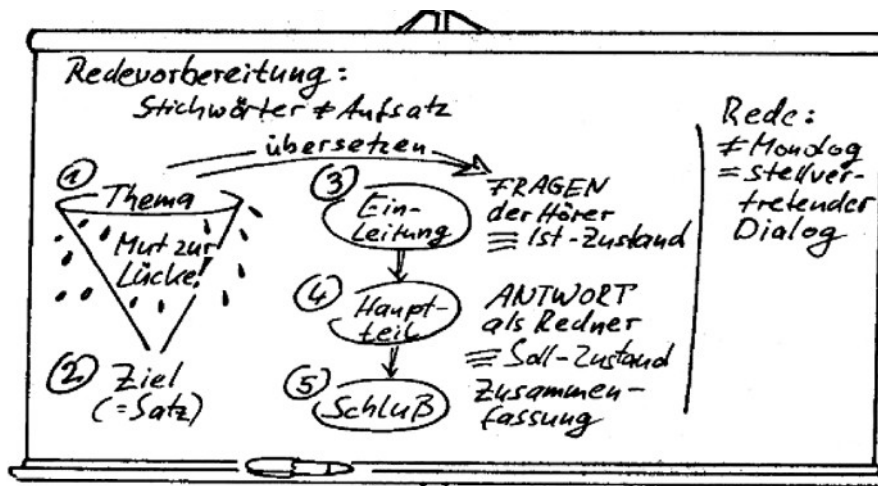 Redevorbereitung:
Stichwörter ≠ Aufsatz
übersetzen
① Thema
Mut zur
Lücke!
② Ziel
(=Satz)
③ Ein-
leitung
FRAGEN
der Hörer
≡ Ist-Zustand
④ Haupt-
teil
ANTWORT
als Redner
≡ Soll-Zustand
⑤ Schluß
Zusammen-
fassung
Rede:
≠ Monolog
= stellver-
tretender
Dialog